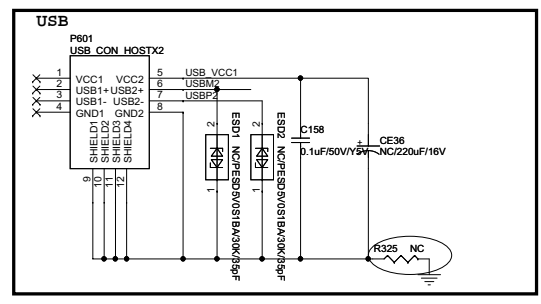 USB
P601
USB_CON_HOSTX2
1 VCC1 VCC2 5 USB_VCC1
2 USB1+ USB2+ 6 USBM2
3 USB1- USB2- 7 USBP2
4 GND1 GND2 8
SHIELD1
SHIELD2
SHIELD3
SHIELD4
9
10
11
12
2
1
ESD1 NC/PESD5V0S1BA/30K/35pF
2
1
ESD2 NC/PESD5V0S1BA/30K/35pF
C158
0.1uF/50V/Y5V
+
CE36
NC/220uF/16V
R325 NC